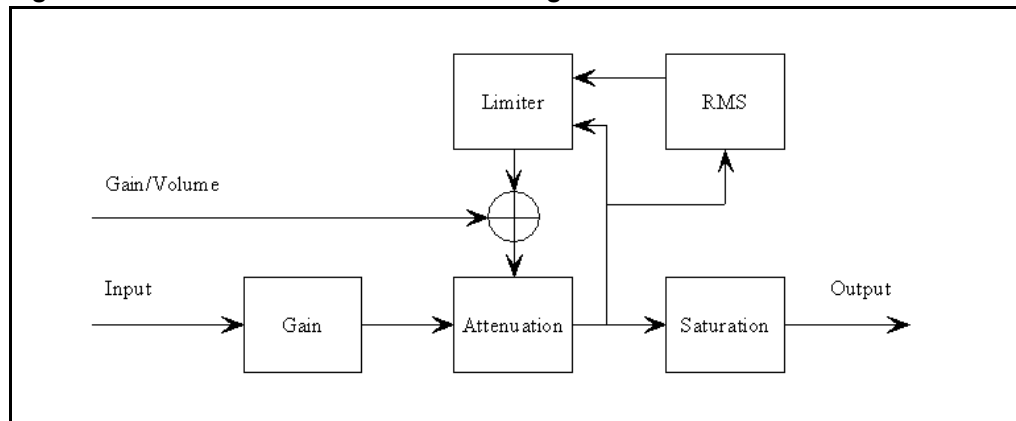 Limiter
RMS
Gain/Volume
Input
Output
Gain
Attenuation
Saturation